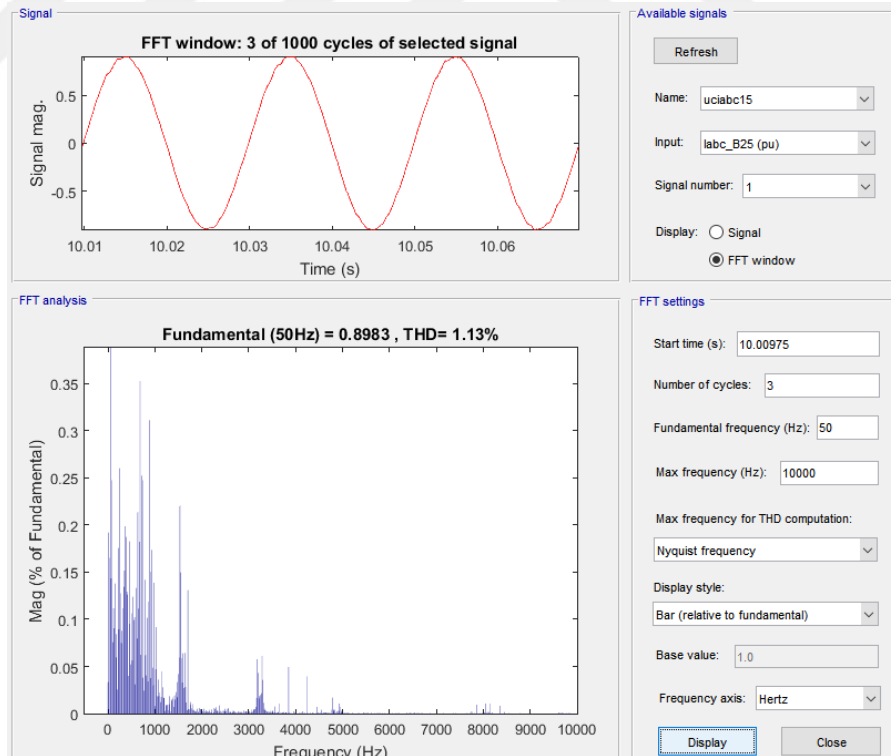 Signal
FFT window: 3 of 1000 cycles of selected signal
Signal mag.
0.5
0
-0.5
10.01 10.02 10.03 10.04 10.05 10.06
Time (s)
Available signals
Refresh
Name: uciabc15
Input: Iabc_B25 (pu)
Signal number: 1
Display: Signal
FFT window
FFT analysis
Fundamental (50Hz) = 0.8983 , THD= 1.13%
Mag (% of Fundamental)
0.35
0.3
0.25
0.2
0.15
0.1
0.05
0
0 1000 2000 3000 4000 5000 6000 7000 8000 9000 10000
Frequency (Hz)
FFT settings
Start time (s): 10.00975
Number of cycles: 3
Fundamental frequency (Hz): 50
Max frequency (Hz): 10000
Max frequency for THD computation:
Nyquist frequency
Display style:
Bar (relative to fundamental)
Base value: 1.0
Frequency axis: Hertz
Display Close